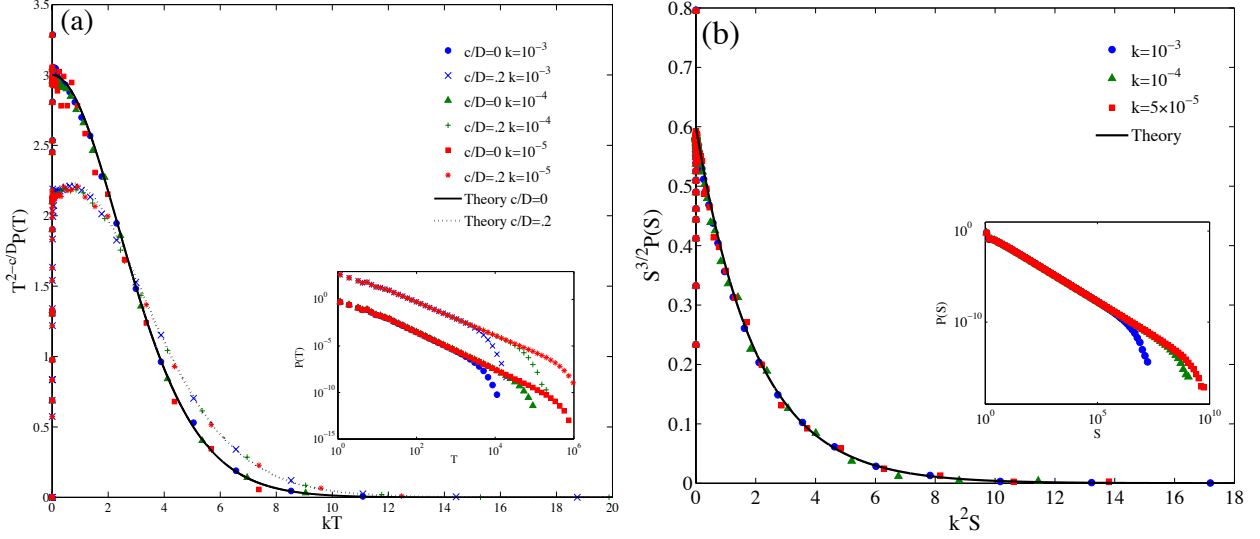 (a)
3.5
3.0
2.5
2.0
1.5
1
0.5
0
0 2 4 6 8 10 12 14 16 18 20
T^{2−c/D}P(T)
kT
c/D=0 k=10^{-3}
c/D=.2 k=10^{-3}
c/D=0 k=10^{-4}
c/D=.2 k=10^{-4}
c/D=0 k=10^{-5}
c/D=.2 k=10^{-5}
Theory c/D=0
Theory c/D=.2
10^0
10^{-5}
10^{-10}
10^{-15}
10^0 10^2 10^4 10^6
P(T)
T
(b)
0.8
0.7
0.6
0.5
0.4
0.3
0.2
0.1
0
0 2 4 6 8 10 12 14 16 18
S^{3/2}P(S)
k^2S
k=10^{-3}
k=10^{-4}
k=5×10^{-5}
Theory
10^0
10^{-10}
10^0 10^5 10^{10}
P(S)
S